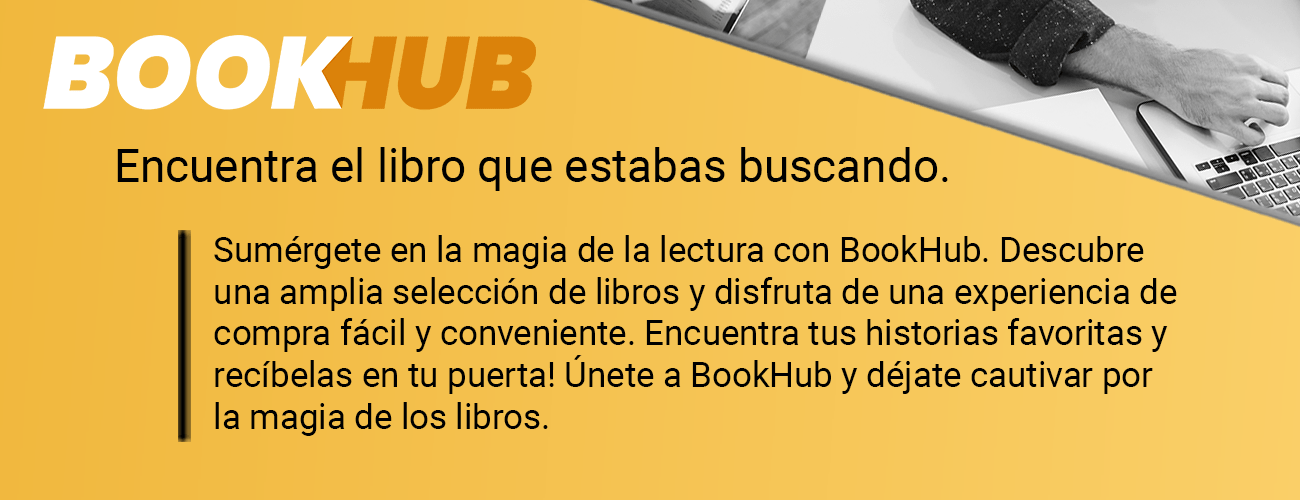 BOOKHUB
Encuentra el libro que estabas buscando.
Sumérgete en la magia de la lectura con BookHub. Descubre
una amplia selección de libros y disfruta de una experiencia de
compra fácil y conveniente. Encuentra tus historias favoritas y
recíbelas en tu puerta! Únete a BookHub y déjate cautivar por
la magia de los libros.